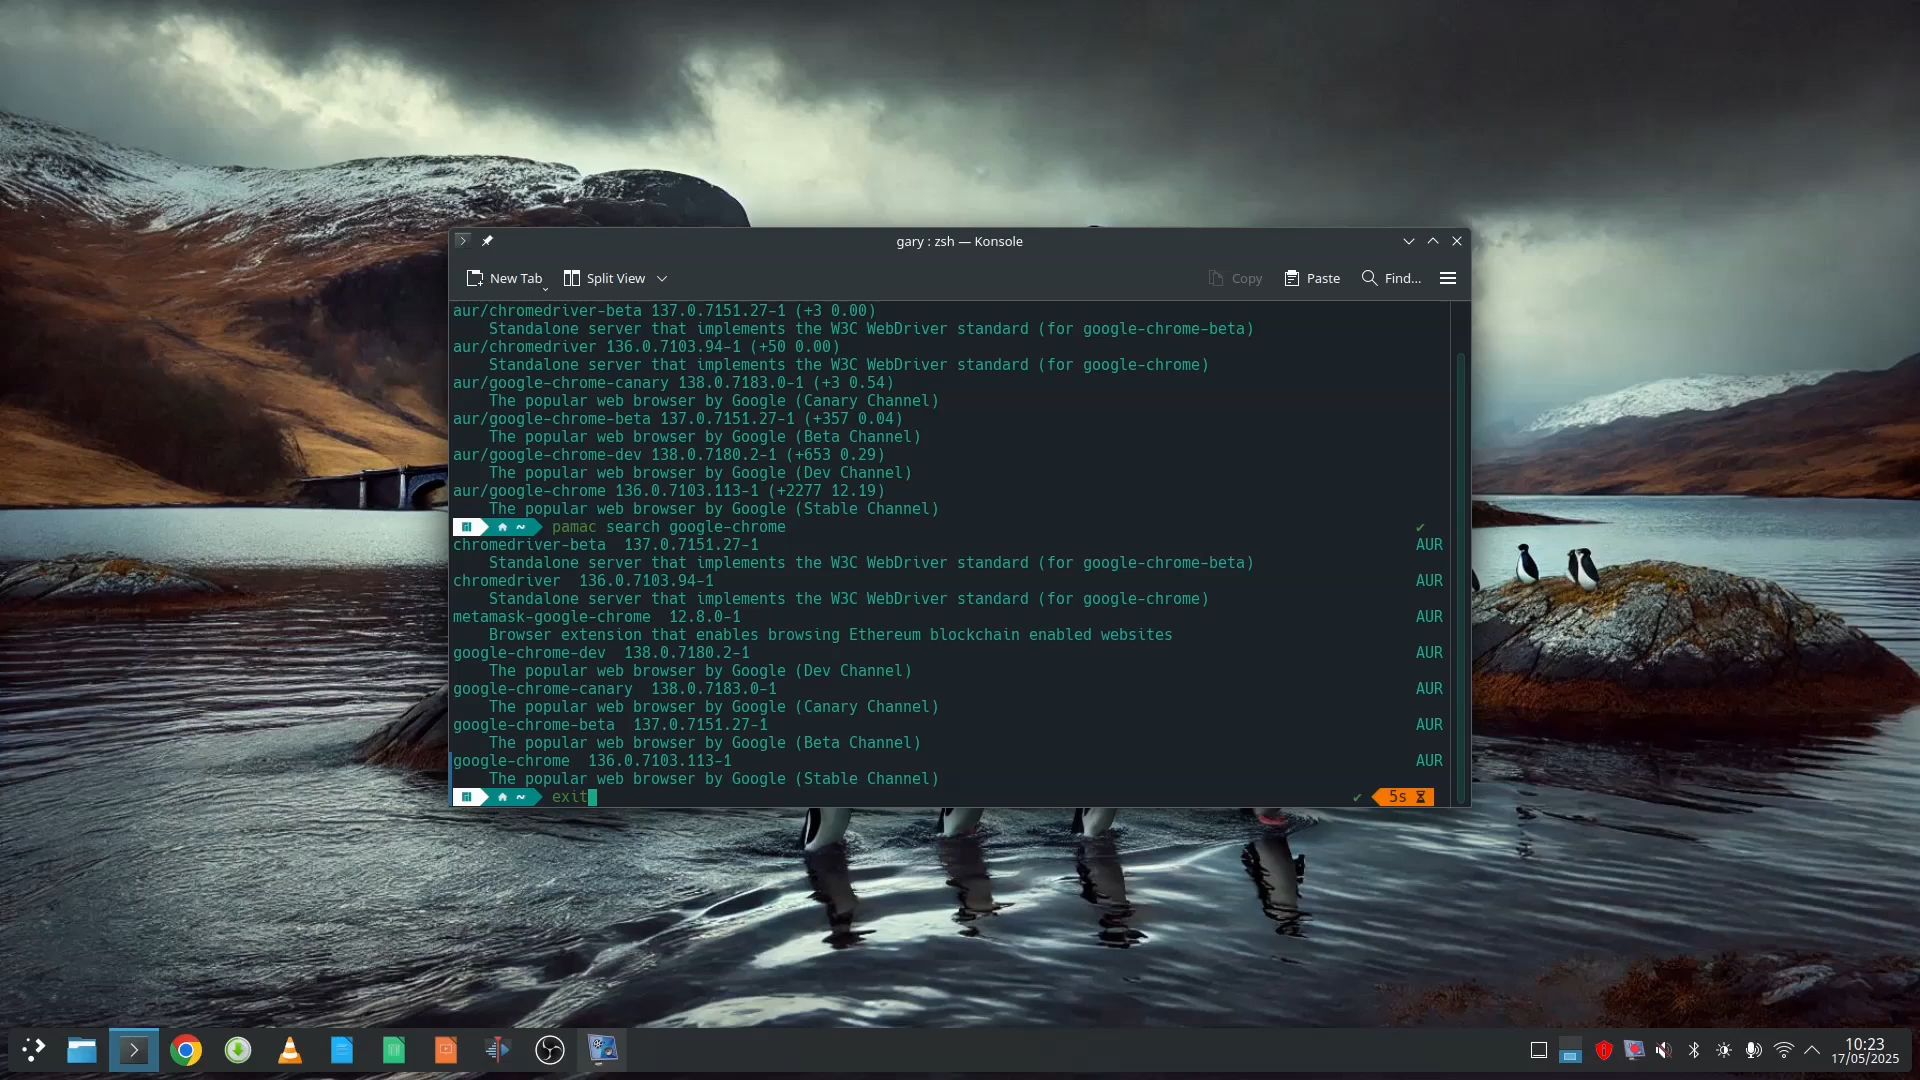 gary : zsh — Konsole
New Tab
Split View
Copy
Paste
Find...
aur/chromedriver-beta 137.0.7151.27-1 (+3 0.00)
Standalone server that implements the W3C WebDriver standard (for google-chrome-beta)
aur/chromedriver 136.0.7103.94-1 (+50 0.00)
Standalone server that implements the W3C WebDriver standard (for google-chrome)
aur/google-chrome-canary 138.0.7183.0-1 (+3 0.54)
The popular web browser by Google (Canary Channel)
aur/google-chrome-beta 137.0.7151.27-1 (+357 0.04)
The popular web browser by Google (Beta Channel)
aur/google-chrome-dev 138.0.7180.2-1 (+653 0.29)
The popular web browser by Google (Dev Channel)
aur/google-chrome 136.0.7103.113-1 (+2277 12.19)
The popular web browser by Google (Stable Channel)
~ pamac search google-chrome ✔
chromedriver-beta 137.0.7151.27-1 AUR
Standalone server that implements the W3C WebDriver standard (for google-chrome-beta)
chromedriver 136.0.7103.94-1 AUR
Standalone server that implements the W3C WebDriver standard (for google-chrome)
metamask-google-chrome 12.8.0-1 AUR
Browser extension that enables browsing Ethereum blockchain enabled websites
google-chrome-dev 138.0.7180.2-1 AUR
The popular web browser by Google (Dev Channel)
google-chrome-canary 138.0.7183.0-1 AUR
The popular web browser by Google (Canary Channel)
google-chrome-beta 137.0.7151.27-1 AUR
The popular web browser by Google (Beta Channel)
google-chrome 136.0.7103.113-1 AUR
The popular web browser by Google (Stable Channel)
~ exit ✔ 5s
10:23
17/05/2025